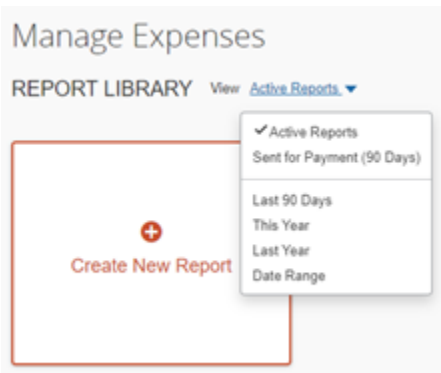 Manage Expenses
REPORT LIBRARY View Active Reports
Active Reports
Sent for Payment (90 Days)
Last 90 Days
This Year
Last Year
Date Range
Create New Report